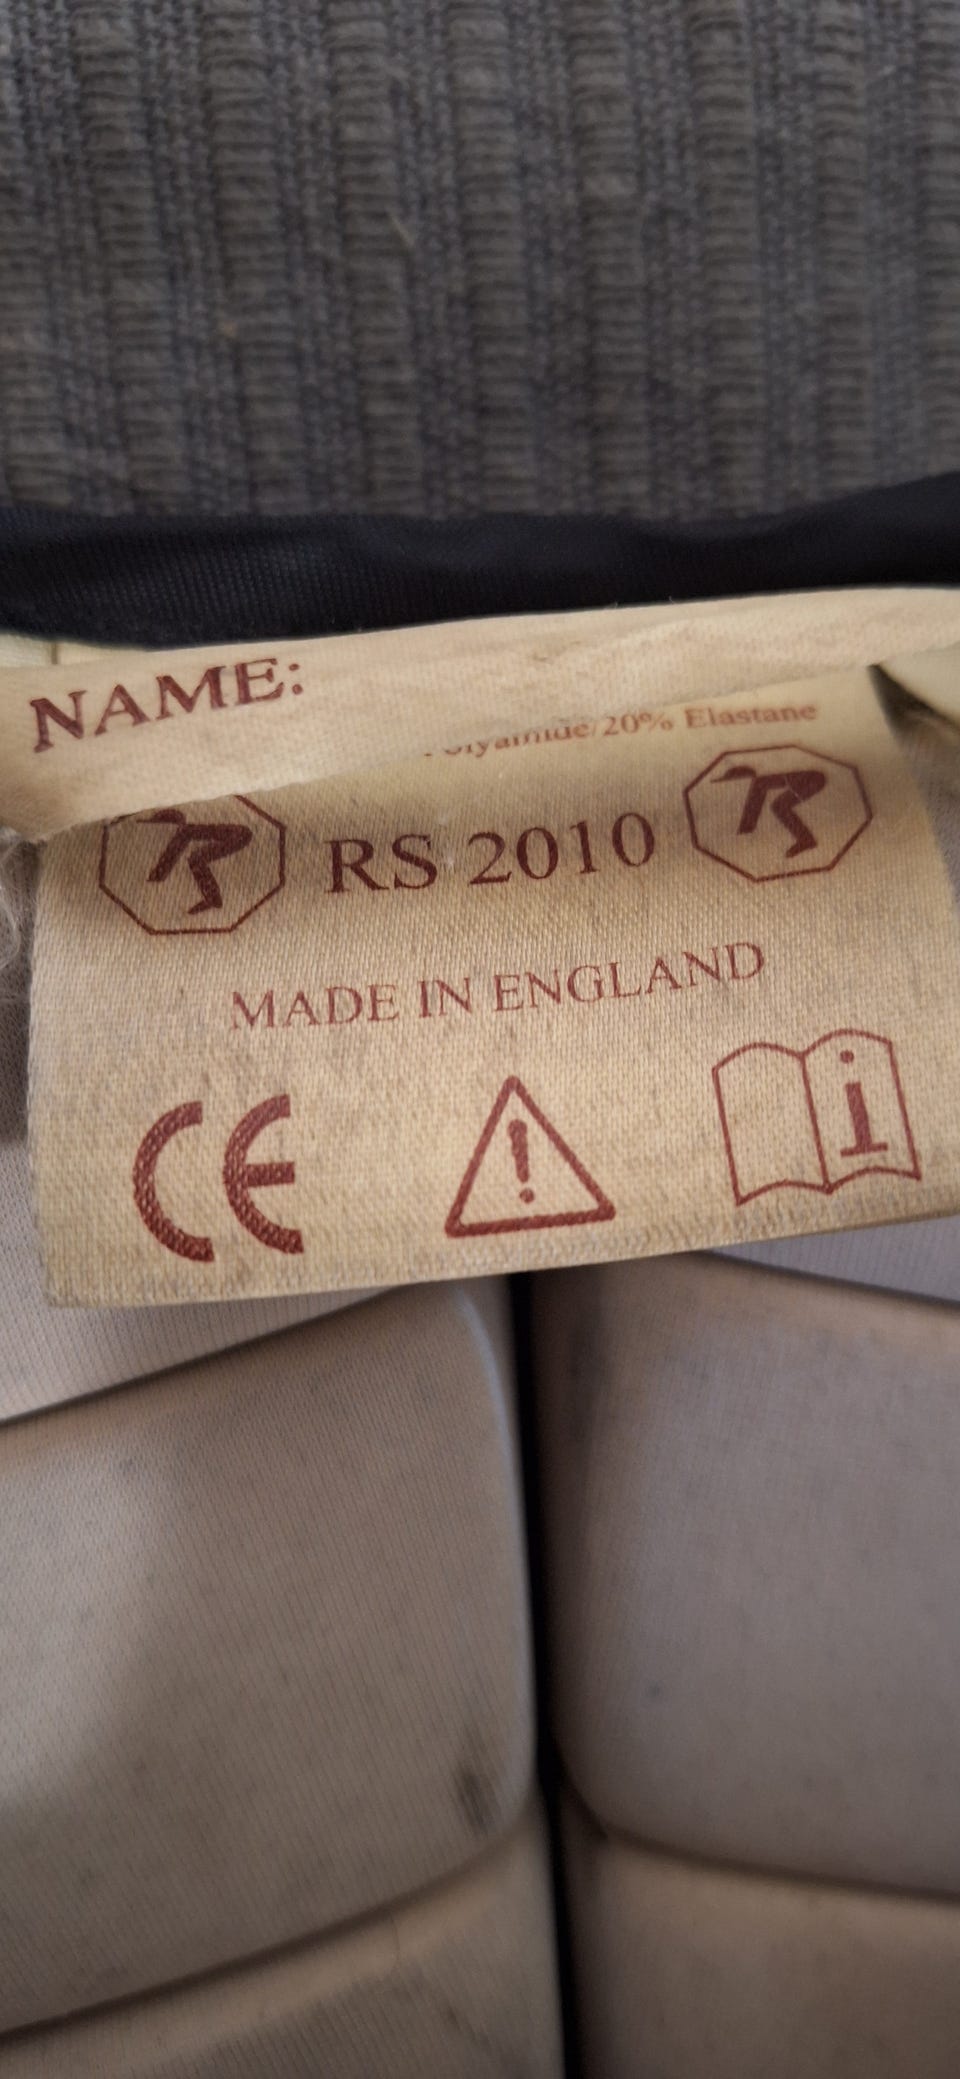 NAME:
20% Elastane
RS 2010
MADE IN ENGLAND
CE